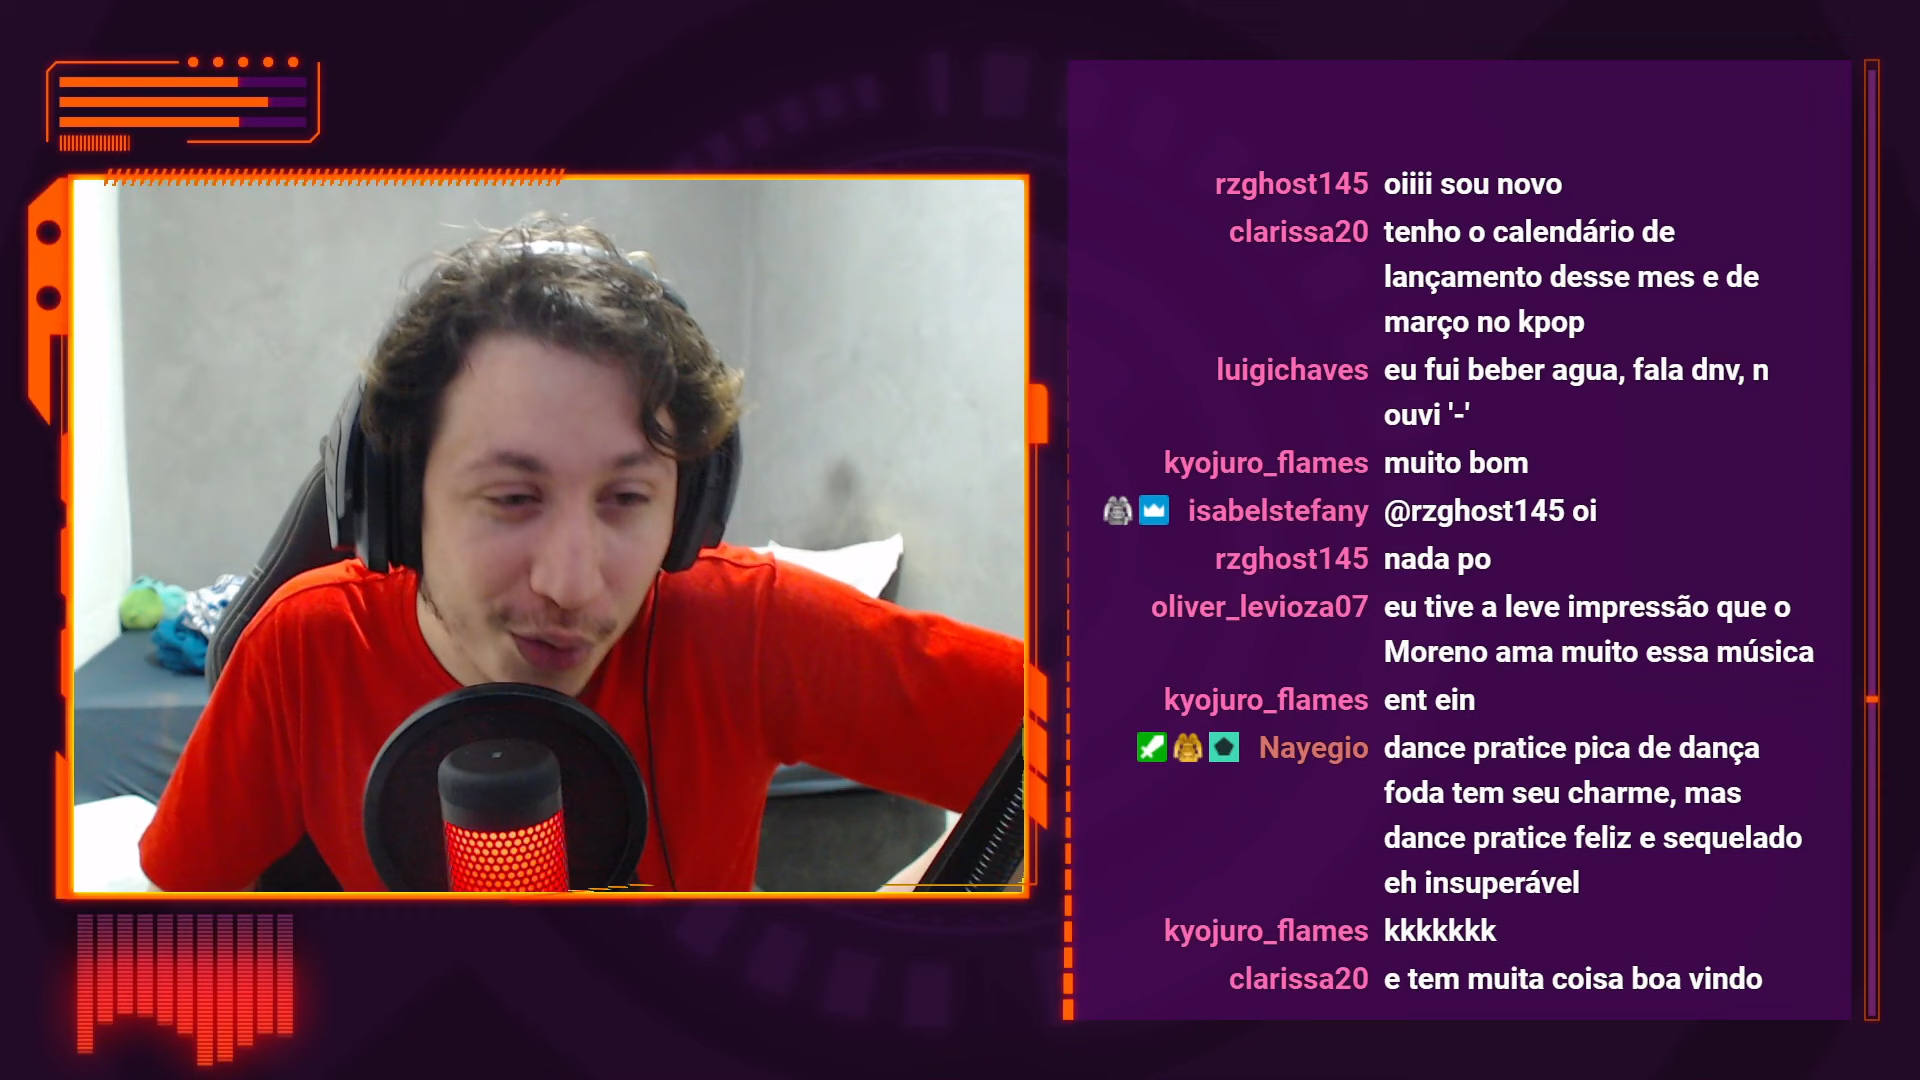 rzghost145 oiiii sou novo
clarissa20 tenho o calendário de
lançamento desse mes e de
março no kpop
luigichaves eu fui beber agua, fala dnv, n
ouvi '-'
kyojuro_flames muito bom
isabelstefany @rzghost145 oi
rzghost145 nada po
oliver_levioza07 eu tive a leve impressão que o
Moreno ama muito essa música
kyojuro_flames ent ein
Nayegio dance pratice pica de dança
foda tem seu charme, mas
dance pratice feliz e sequelado
eh insuperável
kyojuro_flames kkkkkkk
clarissa20 e tem muita coisa boa vindo